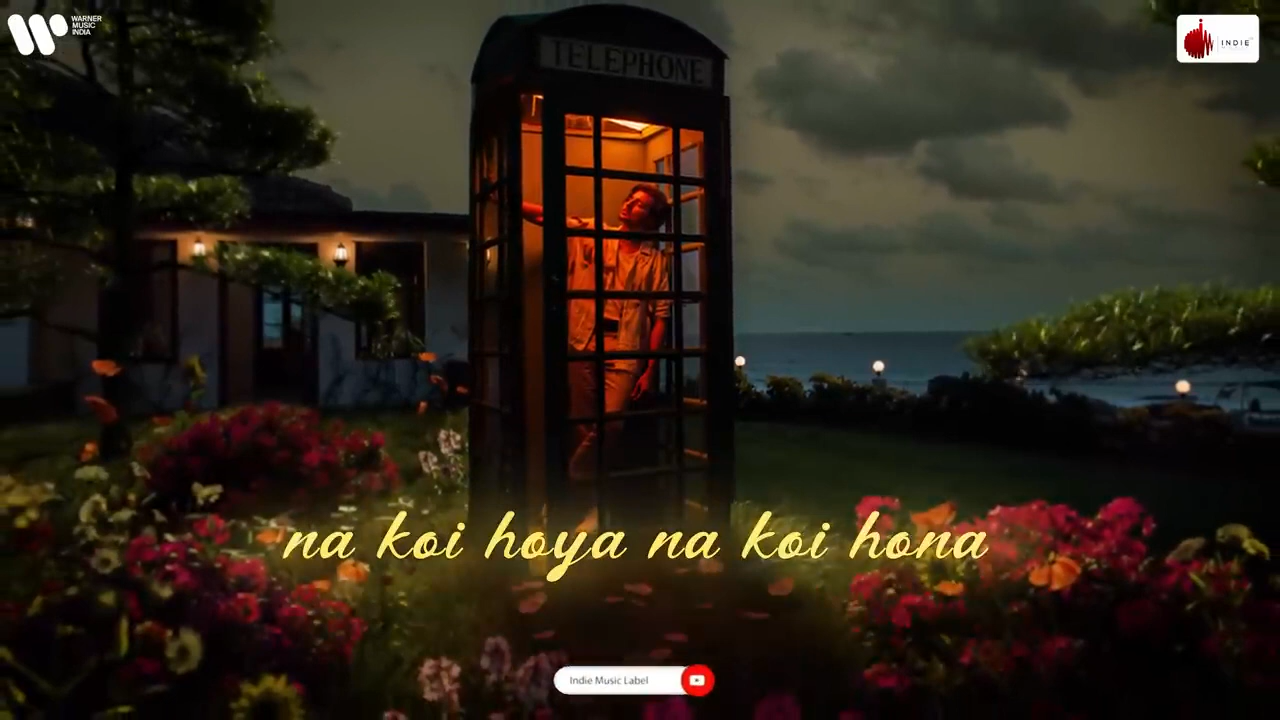 WARNER
MUSIC
INDIA
INDIE
TELEPHONE
na koi hoya na koi hona
Indie Music Label